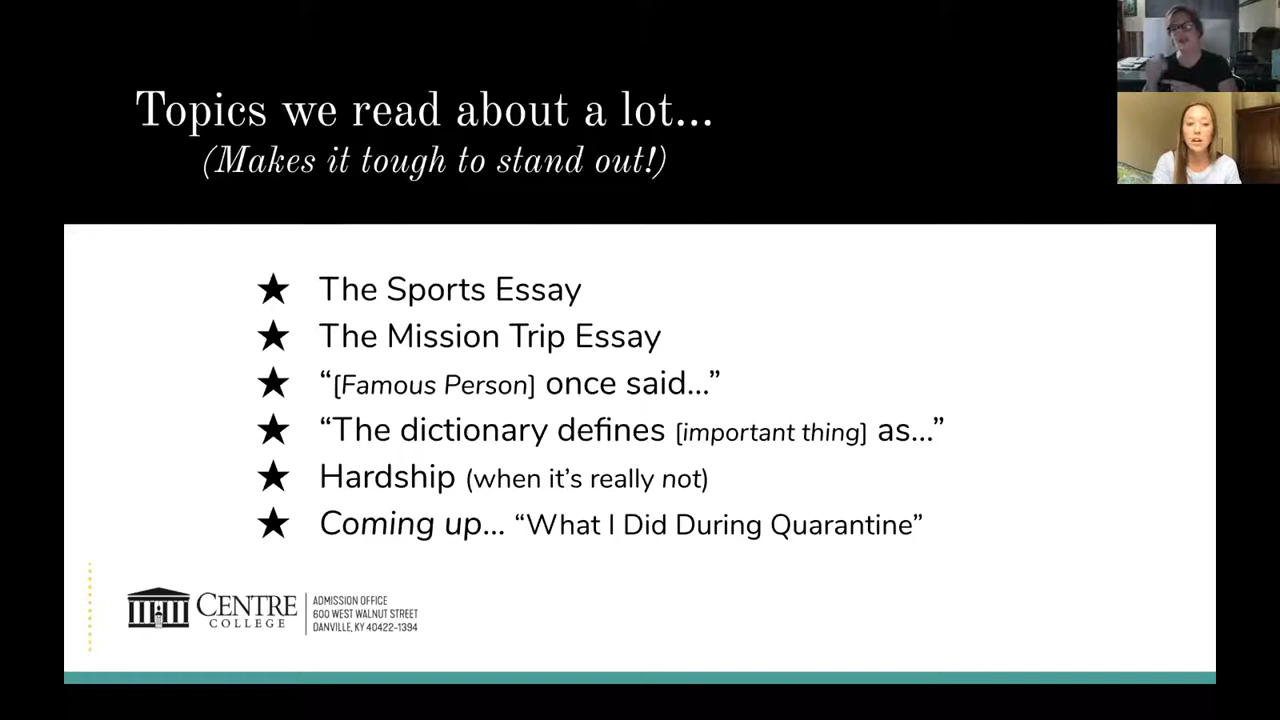 Topics we read about a lot...
(Makes it tough to stand out!)
★ The Sports Essay
★ The Mission Trip Essay
★ “[Famous Person] once said...”
★ “The dictionary defines [important thing] as...”
★ Hardship (when it’s really not)
★ Coming up... “What I Did During Quarantine”
CENTRE
COLLEGE
ADMISSION OFFICE
600 WEST WALNUT STREET
DANVILLE, KY 40422-1394